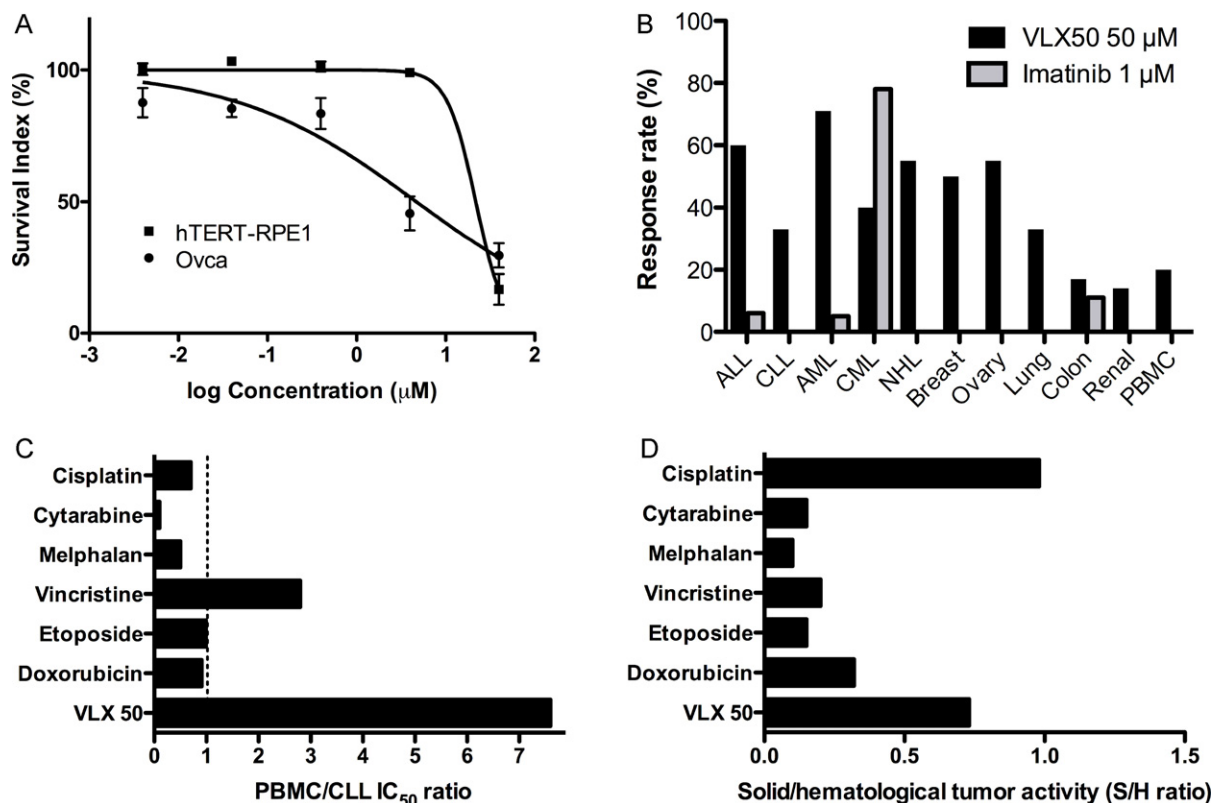 A
Survival Index (%)
100
50
0
hTERT-RPE1
Ovca
-3 -2 -1 0 1 2
log Concentration (μM)
B
Response rate (%)
100
80
60
40
20
0
VLX50 50 µM
Imatinib 1 µM
ALL CLL AML CML NHL Breast Ovary Lung Colon Renal PBMC
C
Cisplatin
Cytarabine
Melphalan
Vincristine
Etoposide
Doxorubicin
VLX 50
0 1 2 3 4 5 6 7
PBMC/CLL IC50 ratio
D
Cisplatin
Cytarabine
Melphalan
Vincristine
Etoposide
Doxorubicin
VLX 50
0.0 0.5 1.0 1.5
Solid/hematological tumor activity (S/H ratio)